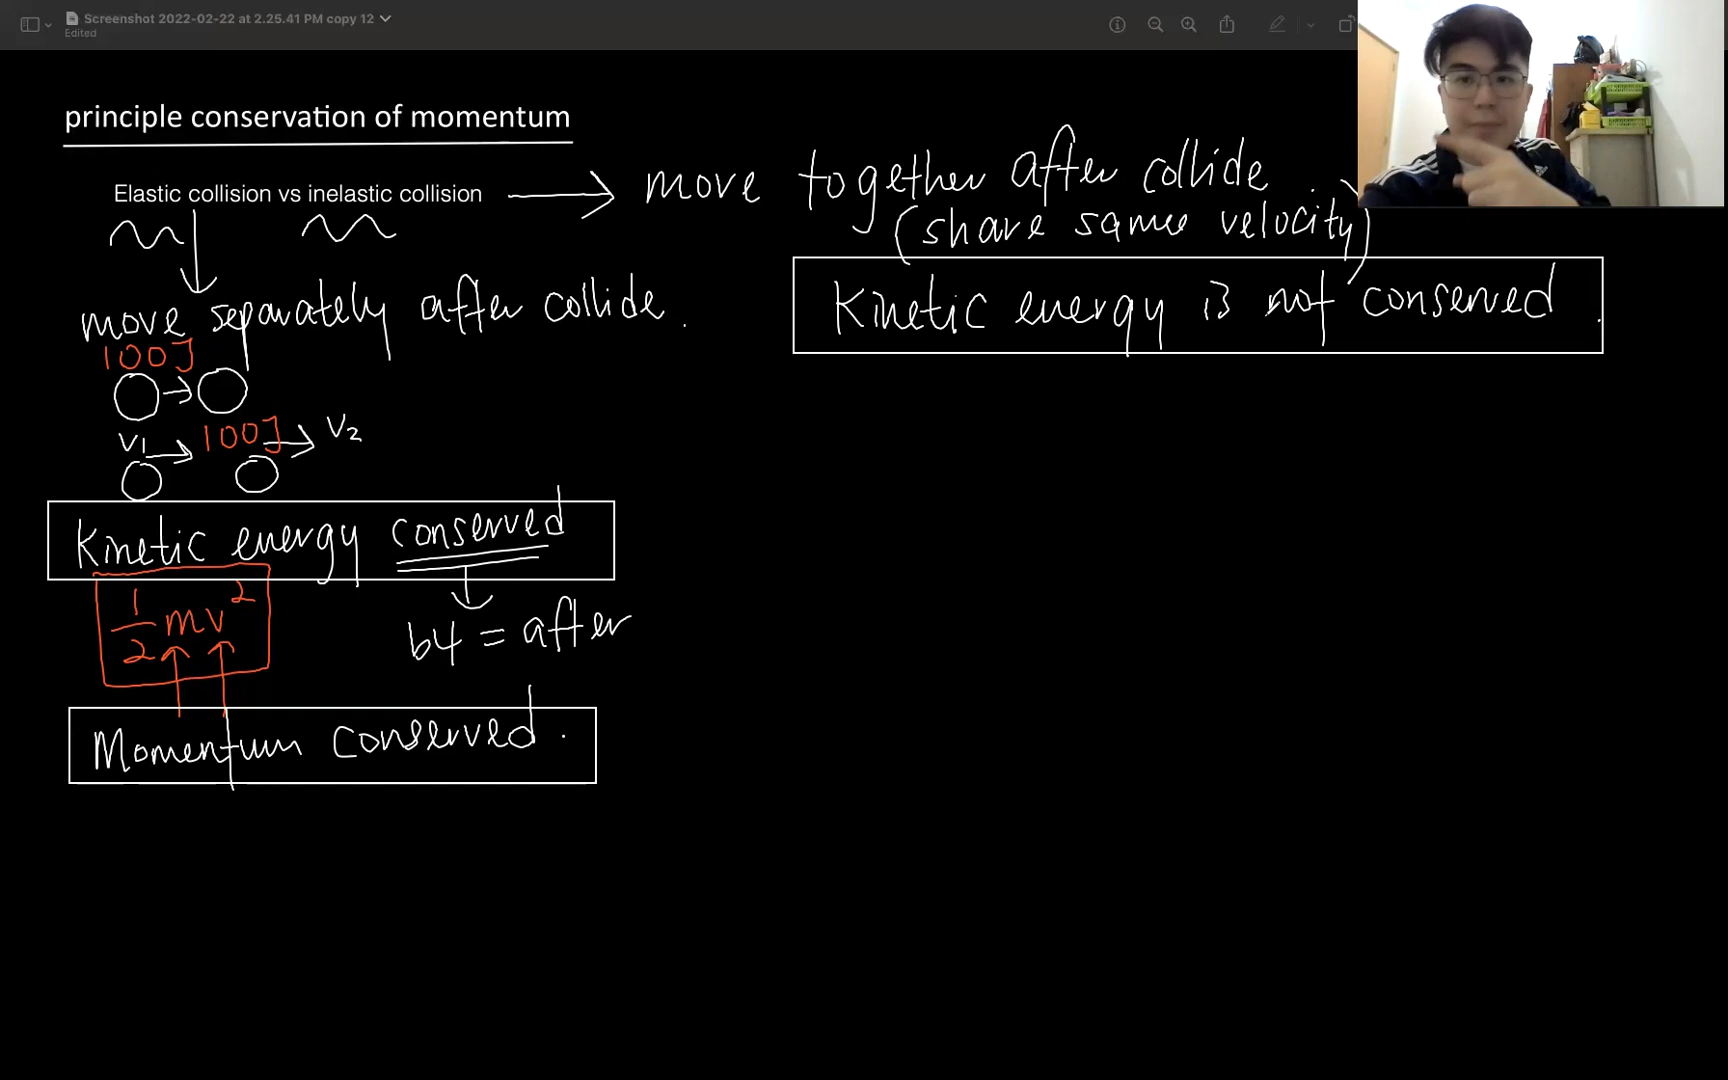 Screenshot 2022-02-22 at 2.25.41 PM copy 12
Edited
principle conservation of momentum
Elastic collision vs inelastic collision
move together after collide
(share same velocity)
Kinetic energy is not conserved.
move separately after collide.
100J
V1
100J
V2
Kinetic energy conserved
1/2 mv²
b4 = after
Momentum conserved.